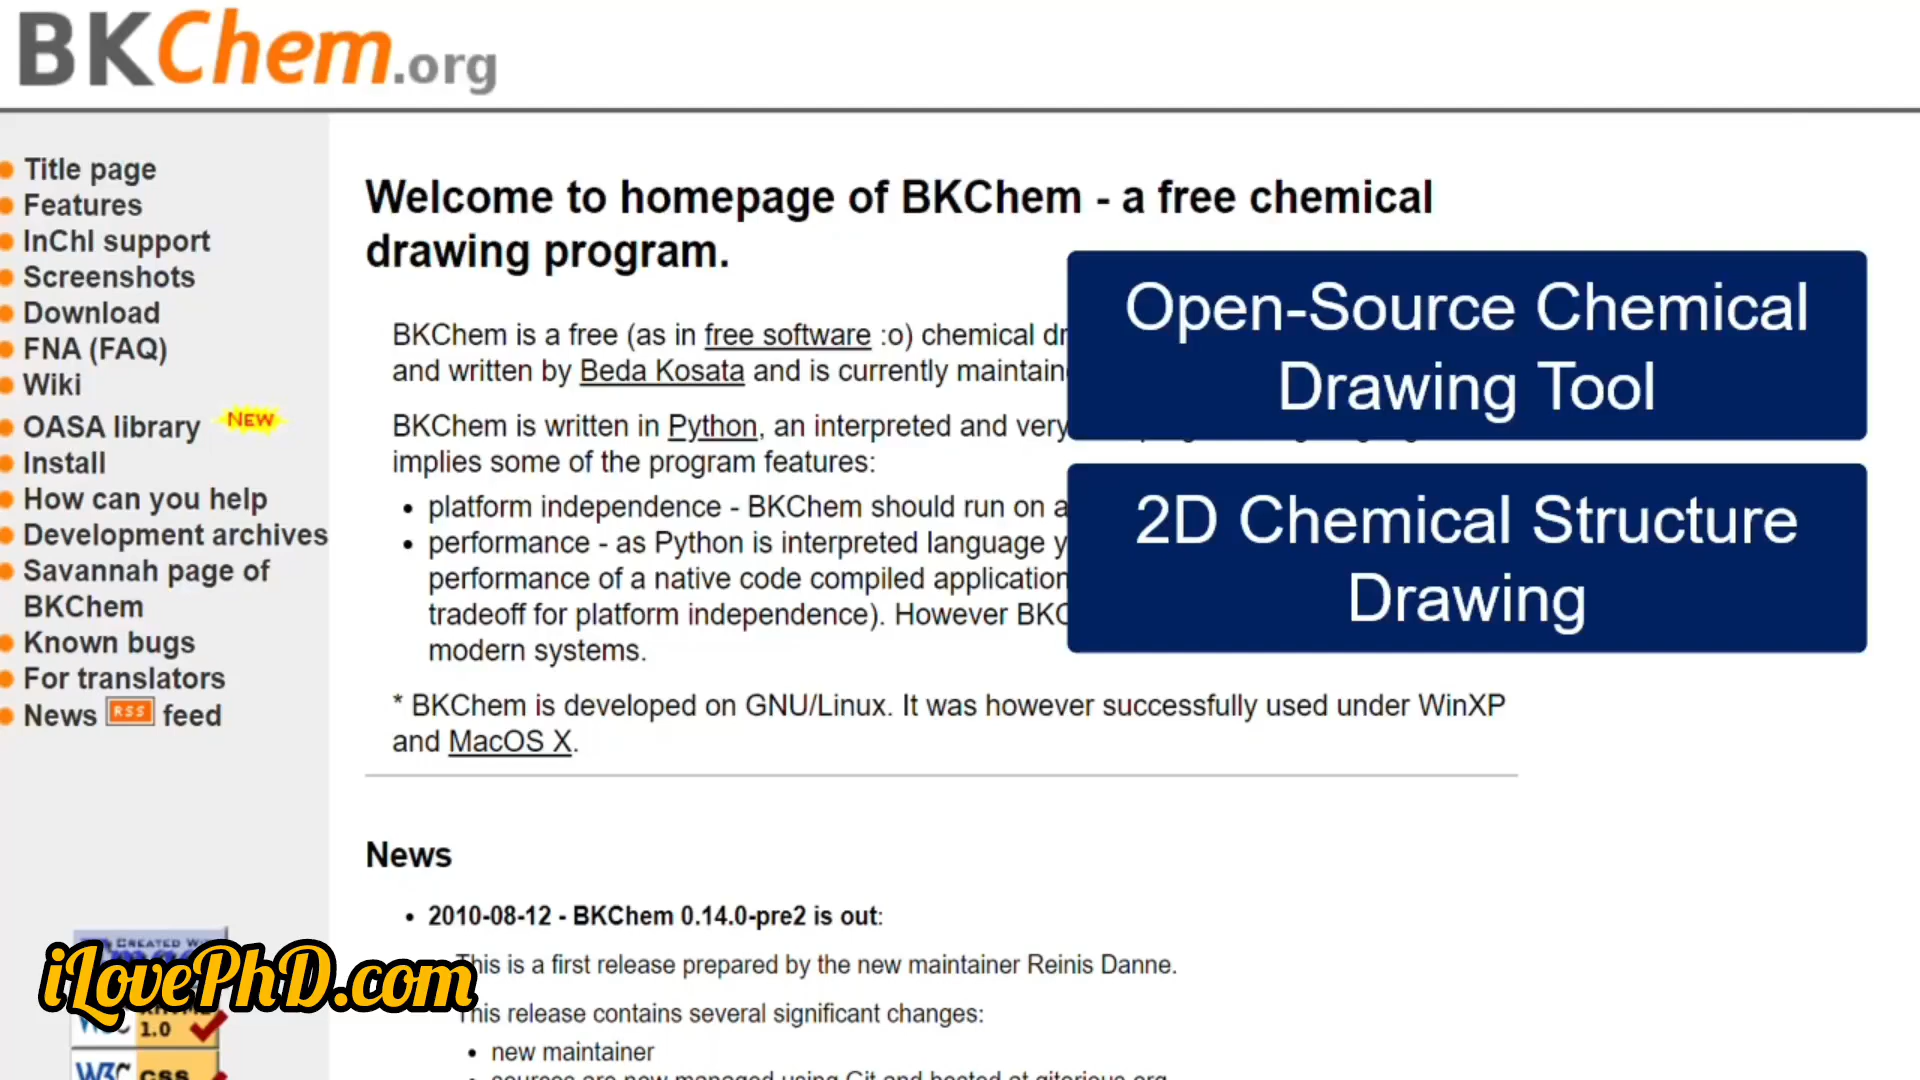 BKChem.org
Title page
Features
InChI support
Screenshots
Download
FNA (FAQ)
Wiki
OASA library NEW
Install
How can you help
Development archives
Savannah page of
BKChem
Known bugs
For translators
News RSS feed
Welcome to homepage of BKChem - a free chemical
drawing program.
BKChem is a free (as in free software :o) chemical
and written by Beda Kosata and is currently
BKChem is written in Python, an interpreted and very
implies some of the program features:
• platform independence - BKChem should run on
• performance - as Python is interpreted language
performance of a native code compiled application
tradeoff for platform independence). However
modern systems.
* BKChem is developed on GNU/Linux. It was however successfully used under WinXP
and MacOS X.
Open-Source Chemical
Drawing Tool
2D Chemical Structure
Drawing
News
• 2010-08-12 - BKChem 0.14.0-pre2 is out:
This is a first release prepared by the new maintainer Reinis Danne.
This release contains several significant changes:
• new maintainer
CREATED
iLovePhD.com
1.0
W3C CSS